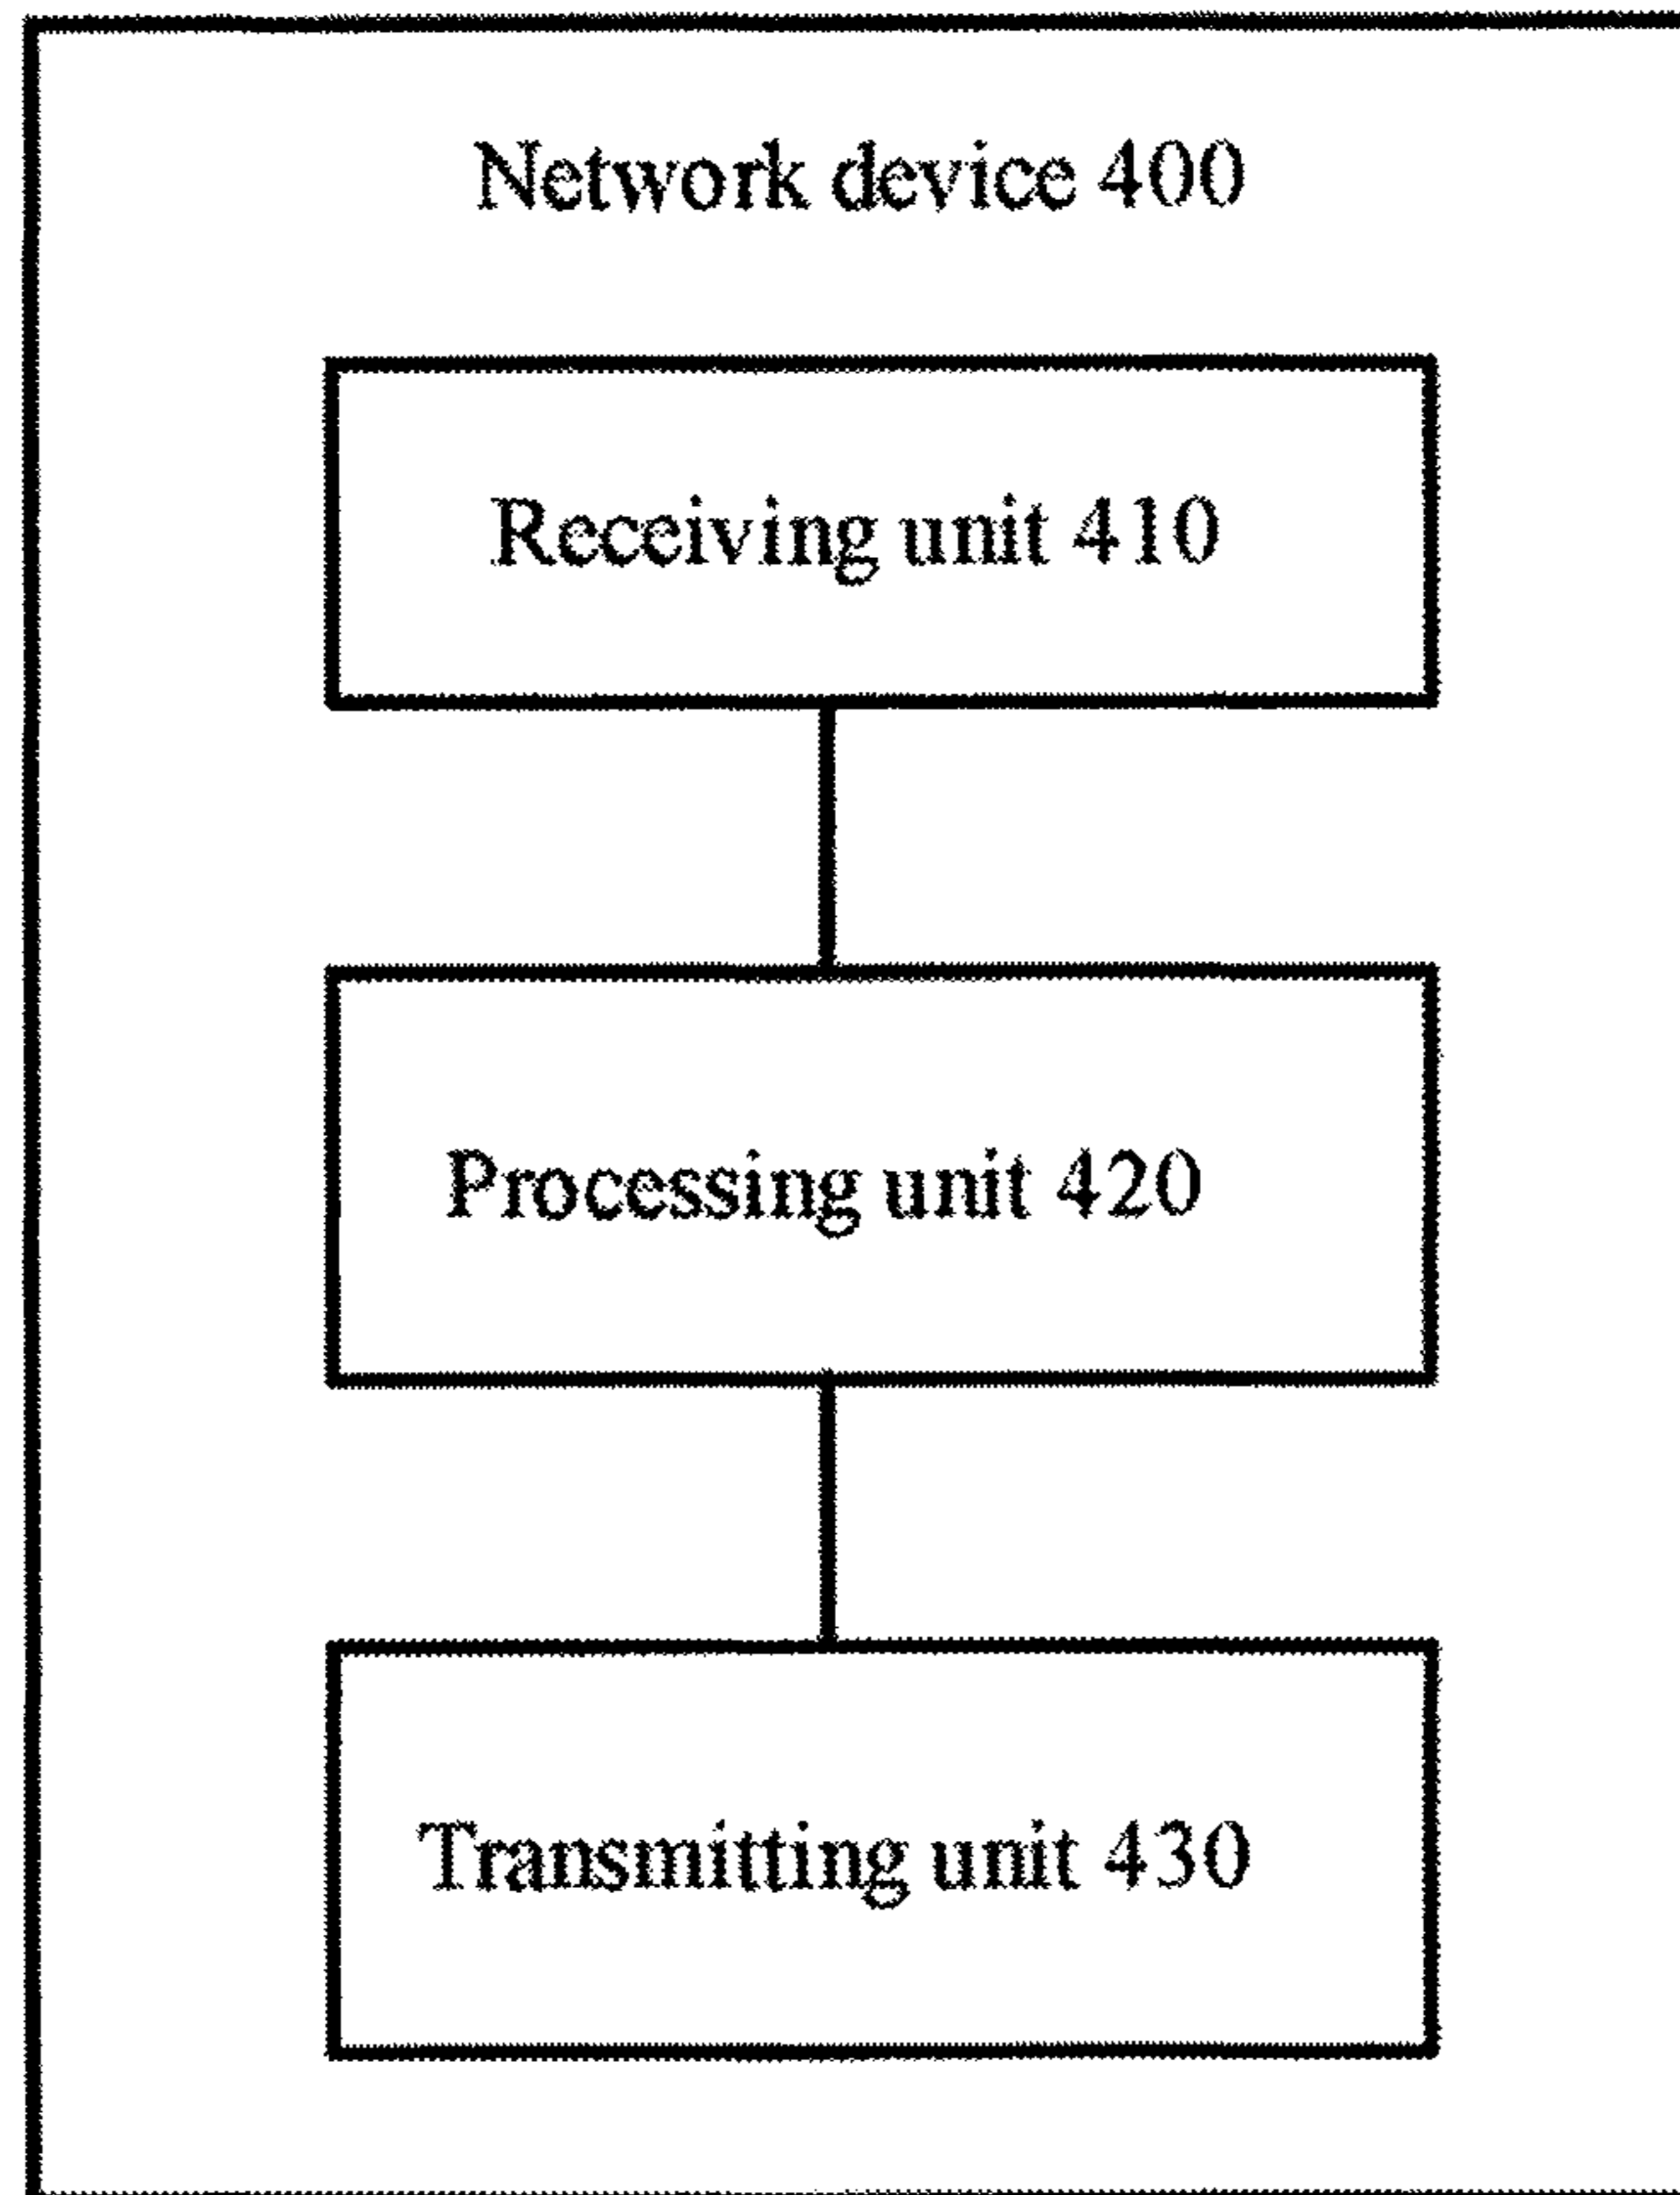 Network device 400
Receiving unit 410
Processing unit 420
Transmitting unit 430